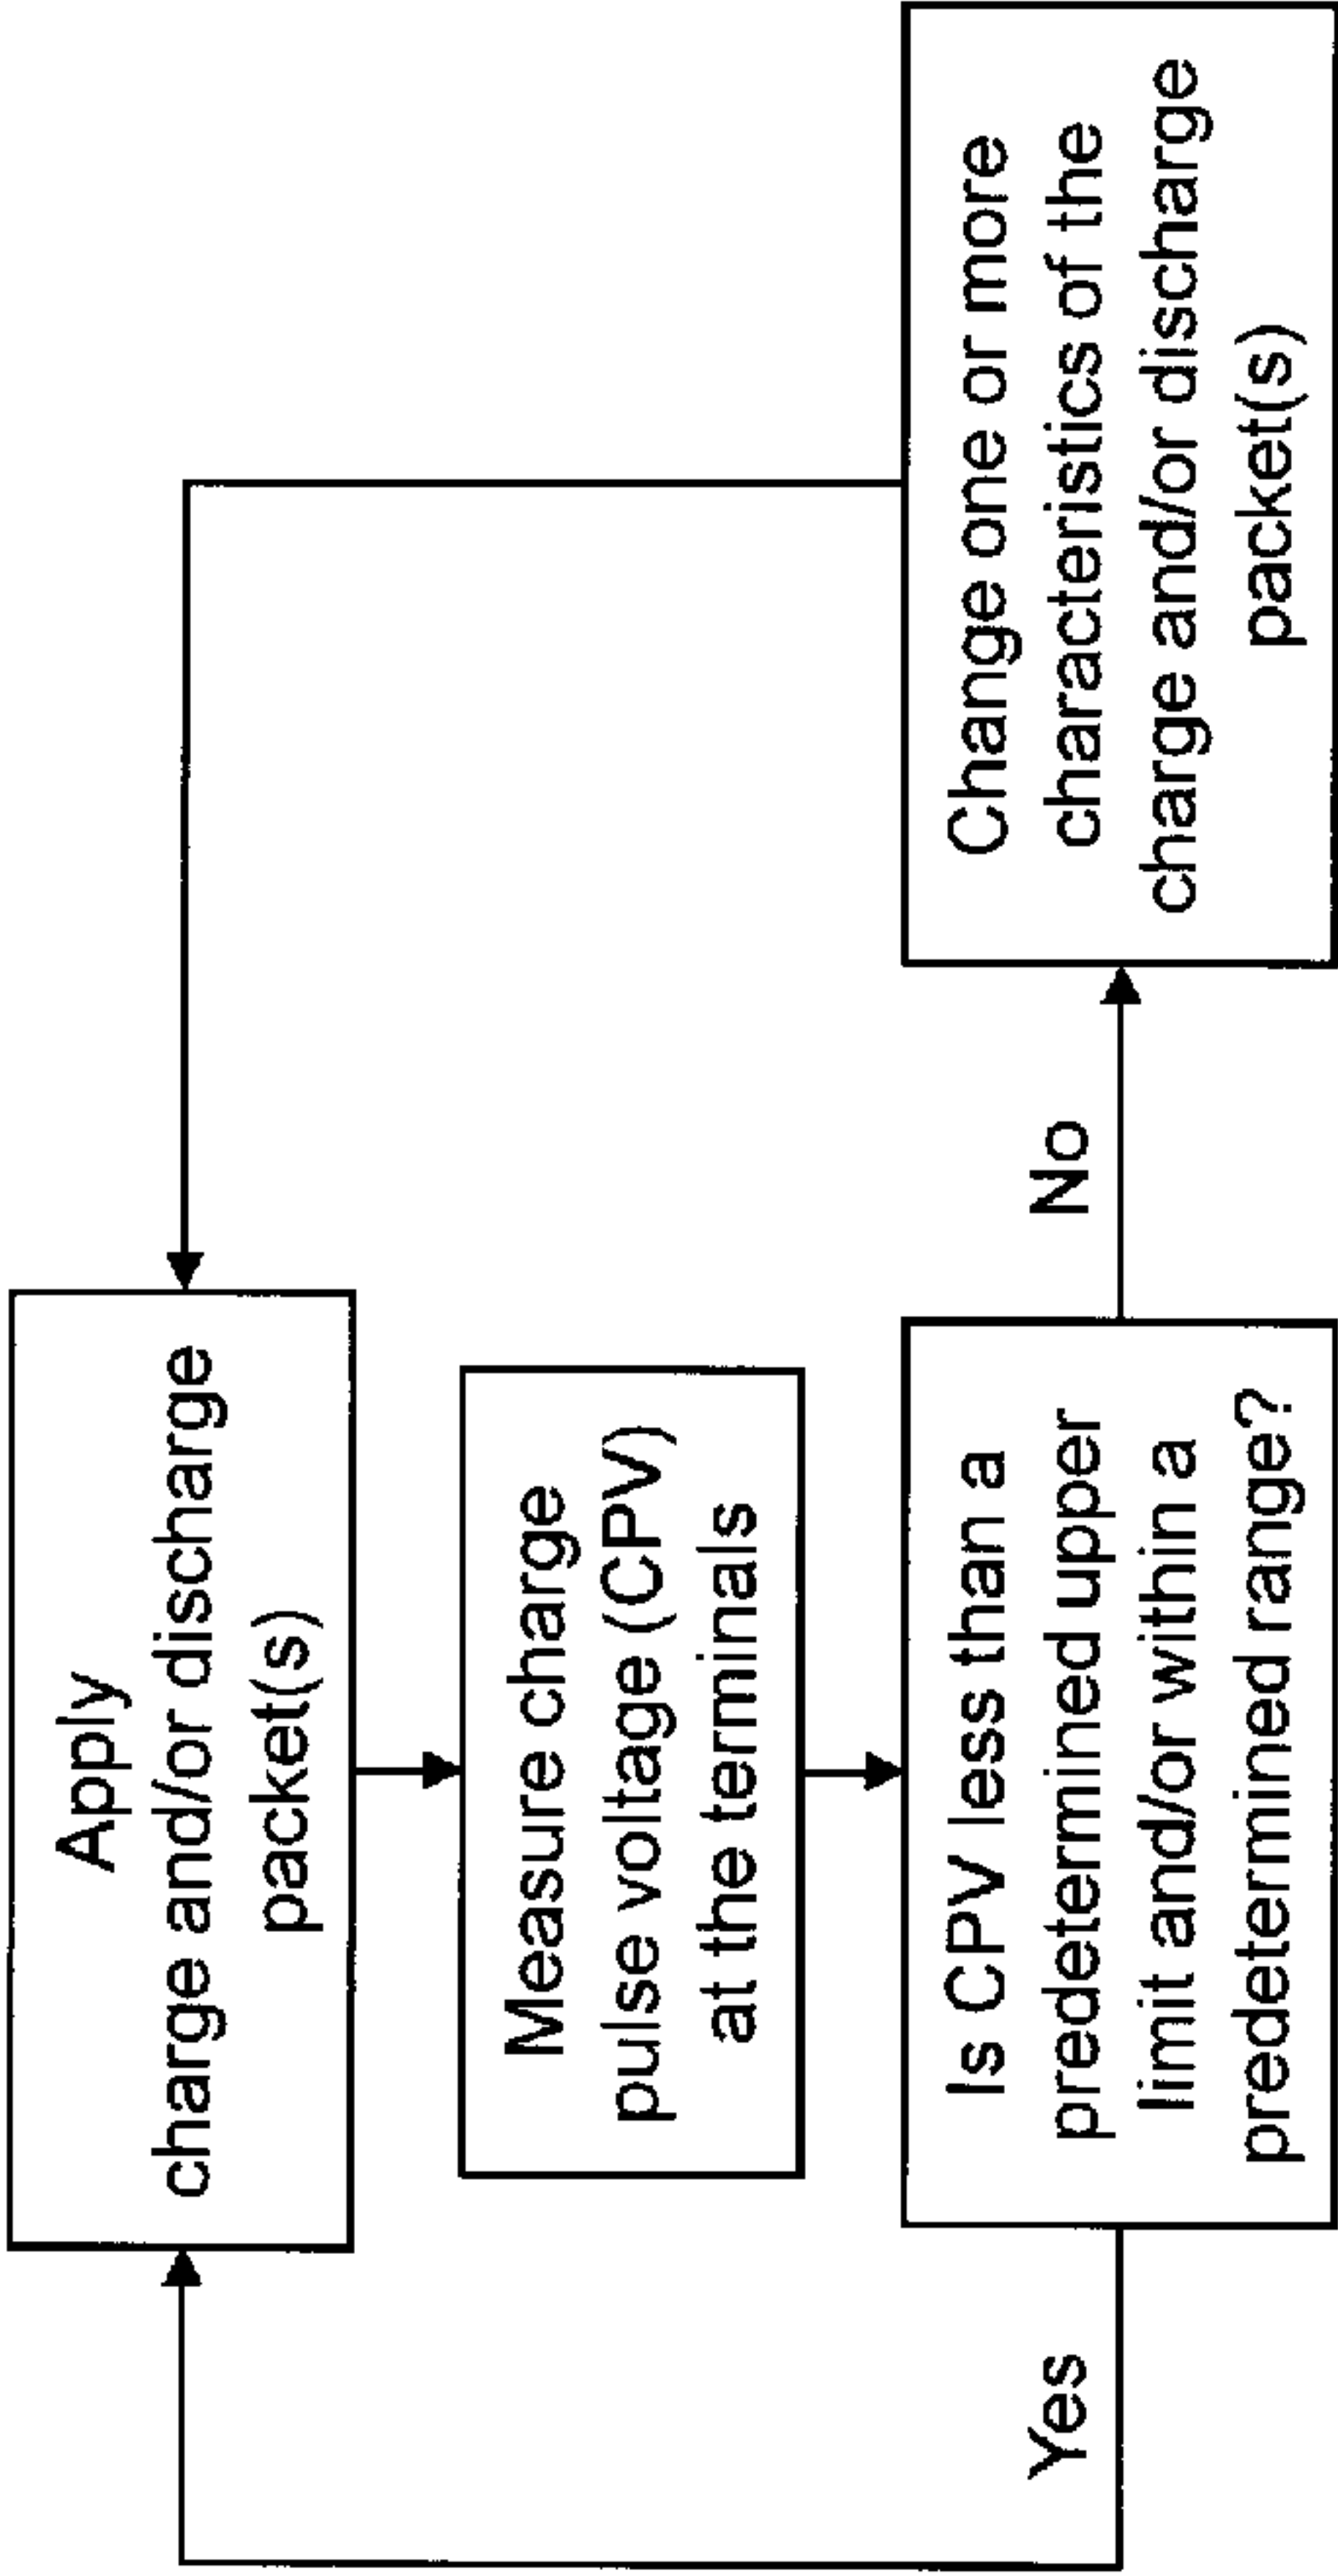 Apply
charge and/or discharge
packet(s)
Measure charge
pulse voltage (CPV)
at the terminals
Is CPV less than a
predetermined upper
limit and/or within a
predetermined range?
Yes
No
Change one or more
characteristics of the
charge and/or discharge
packet(s)